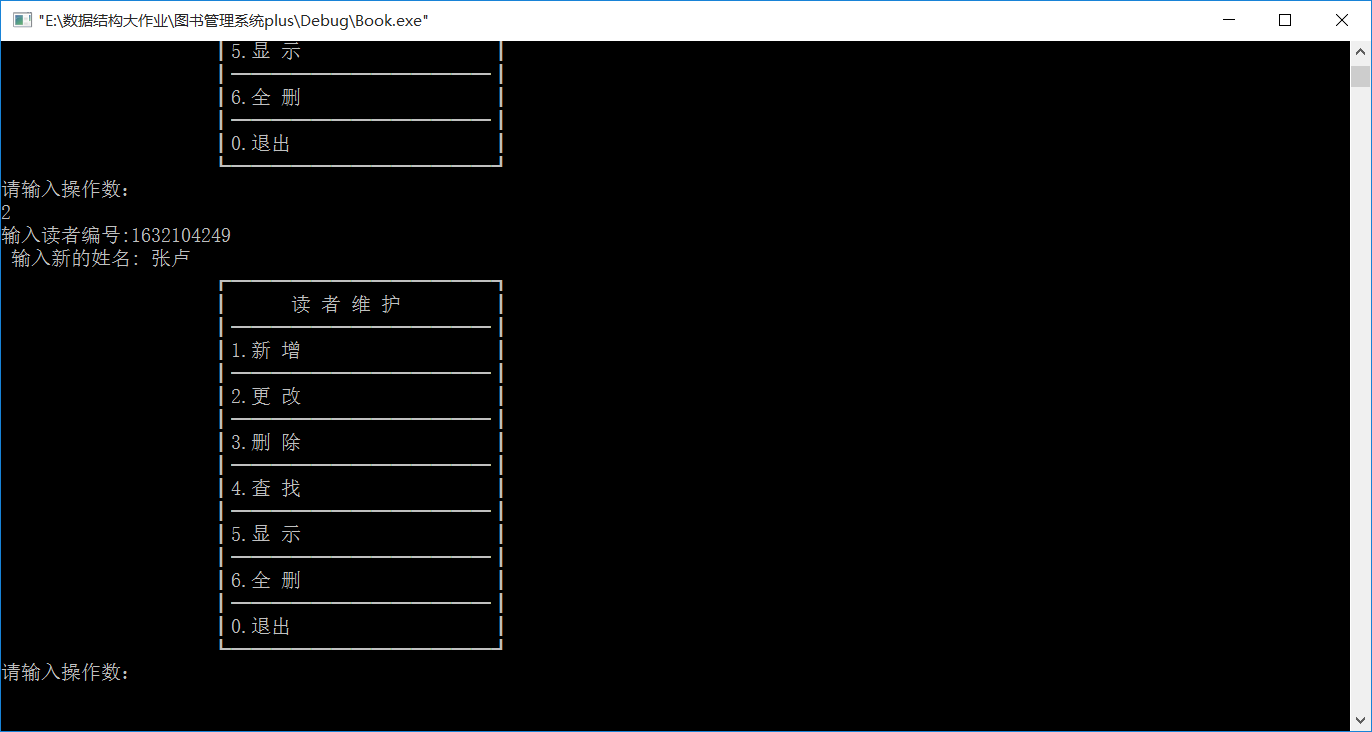 "E:\数据结构大作业\图书管理系统plus\Debug\Book.exe"
5.显 示
6.全 删
0.退出
请输入操作数：
2
输入读者编号:1632104249
输入新的姓名: 张卢
读 者 维 护
1.新 增
2.更 改
3.删 除
4.查 找
5.显 示
6.全 删
0.退出
请输入操作数：